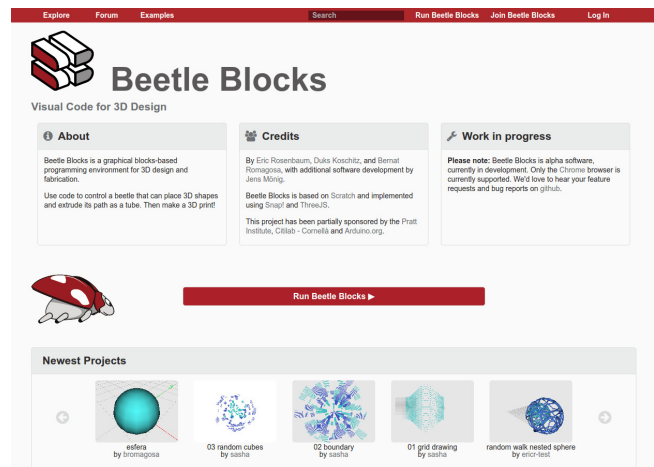 Explore Forum Examples Search Run Beetle Blocks Join Beetle Blocks Log In
Beetle Blocks
Visual Code for 3D Design
About
Beetle Blocks is a graphical blocks-based
programming environment for 3D design and
fabrication.
Use code to control a beetle that can place 3D shapes
and extrude its path as a tube. Then make a 3D print!
Credits
By Eric Rosenbaum, Duks Koschitz, and Bernat
Romagosa, with additional software development by
Jens Mönig.
Beetle Blocks is based on Scratch and implemented
using Snap! and ThreeJS.
This project has been partially sponsored by the Pratt
Institute, Citilab - Cornellà and Arduino.org.
Work in progress
Please note: Beetle Blocks is alpha software,
currently in development. Only the Chrome browser is
currently supported. We'd love to hear your feature
requests and bug reports on github.
Run Beetle Blocks ▶
Newest Projects
esfera
by bromagosa
03 random cubes
by sasha
02 boundary
by sasha
01 grid drawing
by sasha
random walk nested sphere
by ericr-test